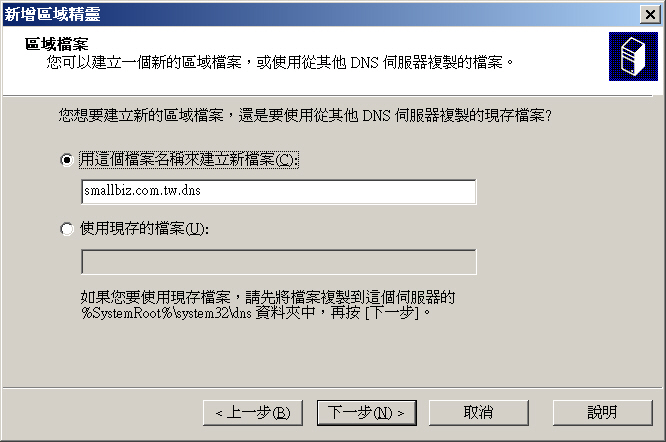 新增區域精靈
區域檔案
您可以建立一個新的區域檔案，或使用從其他 DNS 伺服器複製的檔案。
您想要建立新的區域檔案，還是要使用從其他 DNS 伺服器複製的現存檔案?
用這個檔案名稱來建立新檔案(C):
smallbiz.com.tw.dns
使用現存的檔案(U):
如果您要使用現存檔案，請先將檔案複製到這個伺服器的
%SystemRoot%\system32\dns 資料夾中，再按 [下一步]。
< 上一步(B)
下一步(N) >
取消
說明